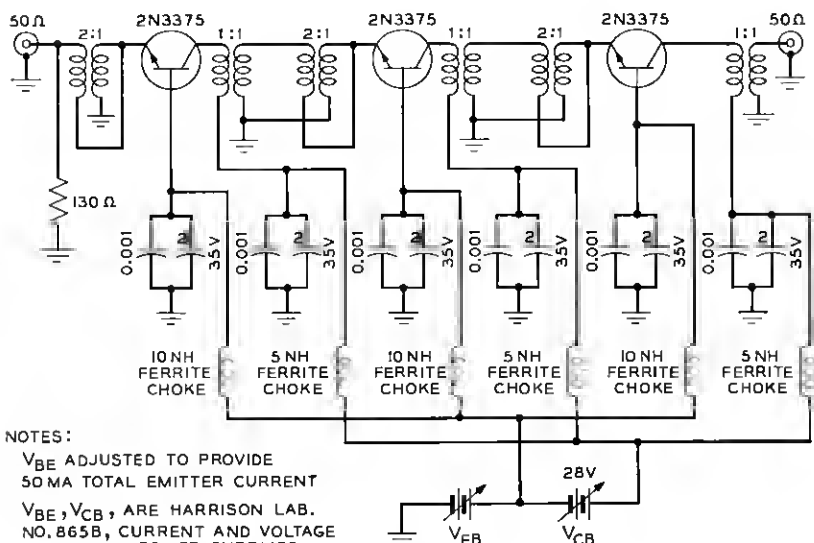 50Ω 2:1 2N3375 1:1 2:1 2N3375 1:1 2:1 2N3375 1:1 50Ω
130Ω
0.001 2 35V 0.001 2 35V 0.001 2 35V 0.001 2 35V 0.001 2 35V 0.001 2 35V
10 NH 5 NH 10 NH 5 NH 10 NH 5 NH
FERRITE FERRITE FERRITE FERRITE FERRITE FERRITE
CHOKE CHOKE CHOKE CHOKE CHOKE CHOKE
NOTES:
VBE ADJUSTED TO PROVIDE
50 MA TOTAL EMITTER CURRENT
28V
VBE, VCB, ARE HARRISON LAB.
NO. 865B, CURRENT AND VOLTAGE
VEB VCB